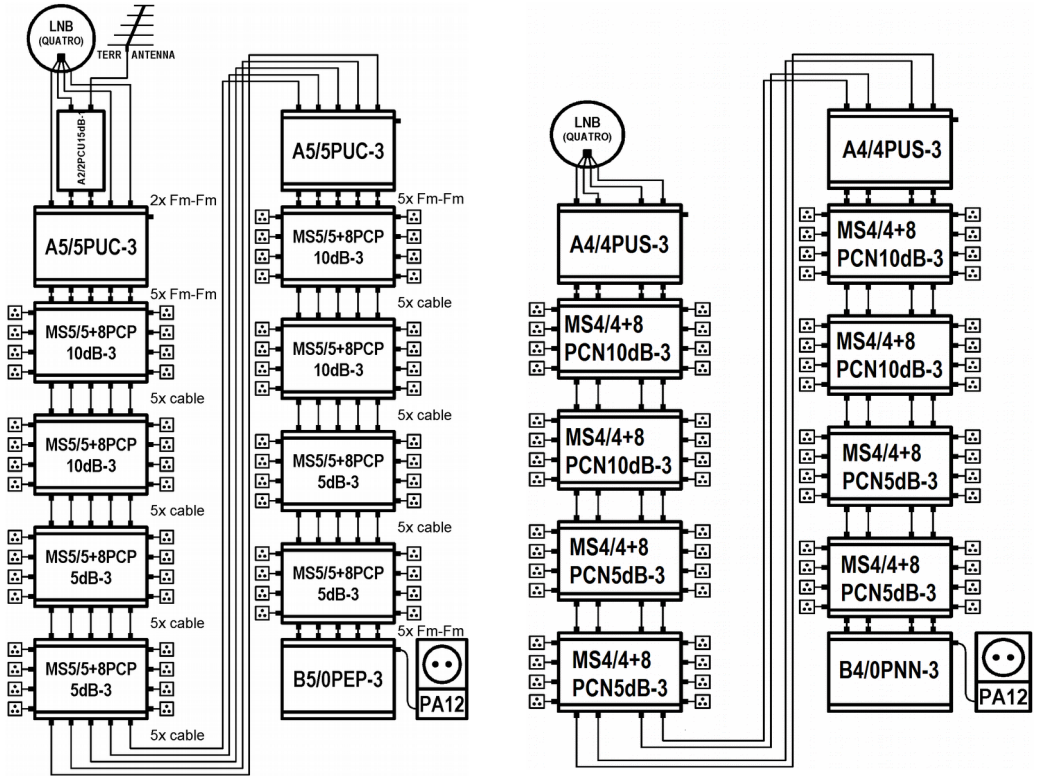 LNB
(QUATRO)
TERR ANTENNA
A2/2PCU15dB-
2x Fm-Fm
A5/5PUC-3
5x Fm-Fm
MS5/5+8PCP
10dB-3
5x cable
MS5/5+8PCP
10dB-3
5x cable
MS5/5+8PCP
5dB-3
5x cable
MS5/5+8PCP
5dB-3
5x cable
A5/5PUC-3
5x Fm-Fm
MS5/5+8PCP
10dB-3
5x cable
MS5/5+8PCP
10dB-3
5x cable
MS5/5+8PCP
5dB-3
5x cable
MS5/5+8PCP
5dB-3
5x Fm-Fm
B5/0PEP-3
PA12
LNB
(QUATRO)
A4/4PUS-3
MS4/4+8
PCN10dB-3
MS4/4+8
PCN10dB-3
MS4/4+8
PCN5dB-3
MS4/4+8
PCN5dB-3
A4/4PUS-3
MS4/4+8
PCN10dB-3
MS4/4+8
PCN10dB-3
MS4/4+8
PCN5dB-3
MS4/4+8
PCN5dB-3
B4/0PNN-3
PA12